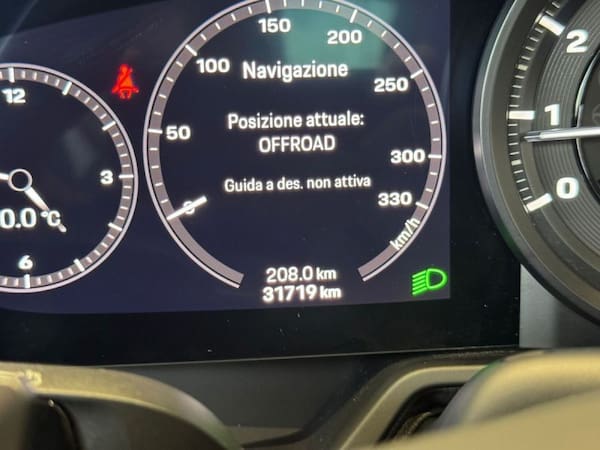 12
3
6
0.0°C
50
100
150
200
250
300
330
km/h
Navigazione
Posizione attuale:
OFFROAD
Guida a des. non attiva
208.0 km
31719 km
2
1
0